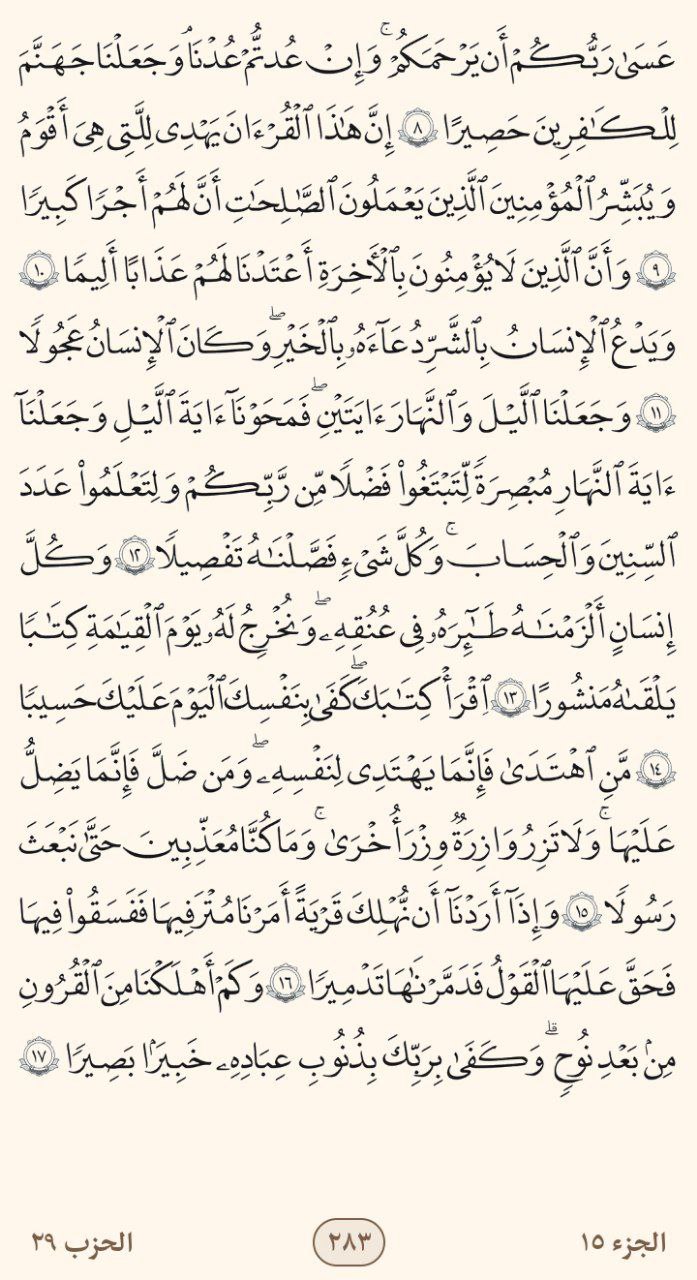 عَسَىٰ رَبُّكُمْ أَن يَرْحَمَكُمْ ۚ وَإِنْ عُدتُّمْ عُدْنَا ۘ وَجَعَلْنَا جَهَنَّمَ
لِلْكَـٰفِرِينَ حَصِيرًا ٨ إِنَّ هَـٰذَا ٱلْقُرْءَانَ يَهْدِى لِلَّتِى هِىَ أَقْوَمُ
وَيُبَشِّرُ ٱلْمُؤْمِنِينَ ٱلَّذِينَ يَعْمَلُونَ ٱلصَّـٰلِحَـٰتِ أَنَّ لَهُمْ أَجْرًا كَبِيرًا
٩ وَأَنَّ ٱلَّذِينَ لَا يُؤْمِنُونَ بِٱلْـَٔاخِرَةِ أَعْتَدْنَا لَهُمْ عَذَابًا أَلِيمًا ١٠
وَيَدْعُ ٱلْإِنسَـٰنُ بِٱلشَّرِّ دُعَآءَهُۥ بِٱلْخَيْرِ ۖ وَكَانَ ٱلْإِنسَـٰنُ عَجُولًا
١١ وَجَعَلْنَا ٱلَّيْلَ وَٱلنَّهَارَ ءَايَتَيْنِ ۖ فَمَحَوْنَآ ءَايَةَ ٱلَّيْلِ وَجَعَلْنَآ
ءَايَةَ ٱلنَّهَارِ مُبْصِرَةً لِّتَبْتَغُوا۟ فَضْلًا مِّن رَّبِّكُمْ وَلِتَعْلَمُوا۟ عَدَدَ
ٱلسِّنِينَ وَٱلْحِسَابَ ۚ وَكُلَّ شَىْءٍ فَصَّلْنَـٰهُ تَفْصِيلًا ١٢ وَكُلَّ
إِنسَـٰنٍ أَلْزَمْنَـٰهُ طَـٰٓئِرَهُۥ فِى عُنُقِهِۦ ۖ وَنُخْرِجُ لَهُۥ يَوْمَ ٱلْقِيَـٰمَةِ كِتَـٰبًا
يَلْقَىٰهُ مَنشُورًا ١٣ ٱقْرَأْ كِتَـٰبَكَ كَفَىٰ بِنَفْسِكَ ٱلْيَوْمَ عَلَيْكَ حَسِيبًا
١٤ مَّنِ ٱهْتَدَىٰ فَإِنَّمَا يَهْتَدِى لِنَفْسِهِۦ ۖ وَمَن ضَلَّ فَإِنَّمَا يَضِلُّ
عَلَيْهَا ۚ وَلَا تَزِرُ وَازِرَةٌ وِزْرَ أُخْرَىٰ ۗ وَمَا كُنَّا مُعَذِّبِينَ حَتَّىٰ نَبْعَثَ
رَسُولًا ١٥ وَإِذَآ أَرَدْنَآ أَن نُّهْلِكَ قَرْيَةً أَمَرْنَا مُتْرَفِيهَا فَفَسَقُوا۟ فِيهَا
فَحَقَّ عَلَيْهَا ٱلْقَوْلُ فَدَمَّرْنَـٰهَا تَدْمِيرًا ١٦ وَكَمْ أَهْلَكْنَا مِنَ ٱلْقُرُونِ
مِنۢ بَعْدِ نُوحٍ ۗ وَكَفَىٰ بِرَبِّكَ بِذُنُوبِ عِبَادِهِۦ خَبِيرًۢا بَصِيرًا ١٧
الجزء ١٥ ٢٨٣ الحزب ٢٩